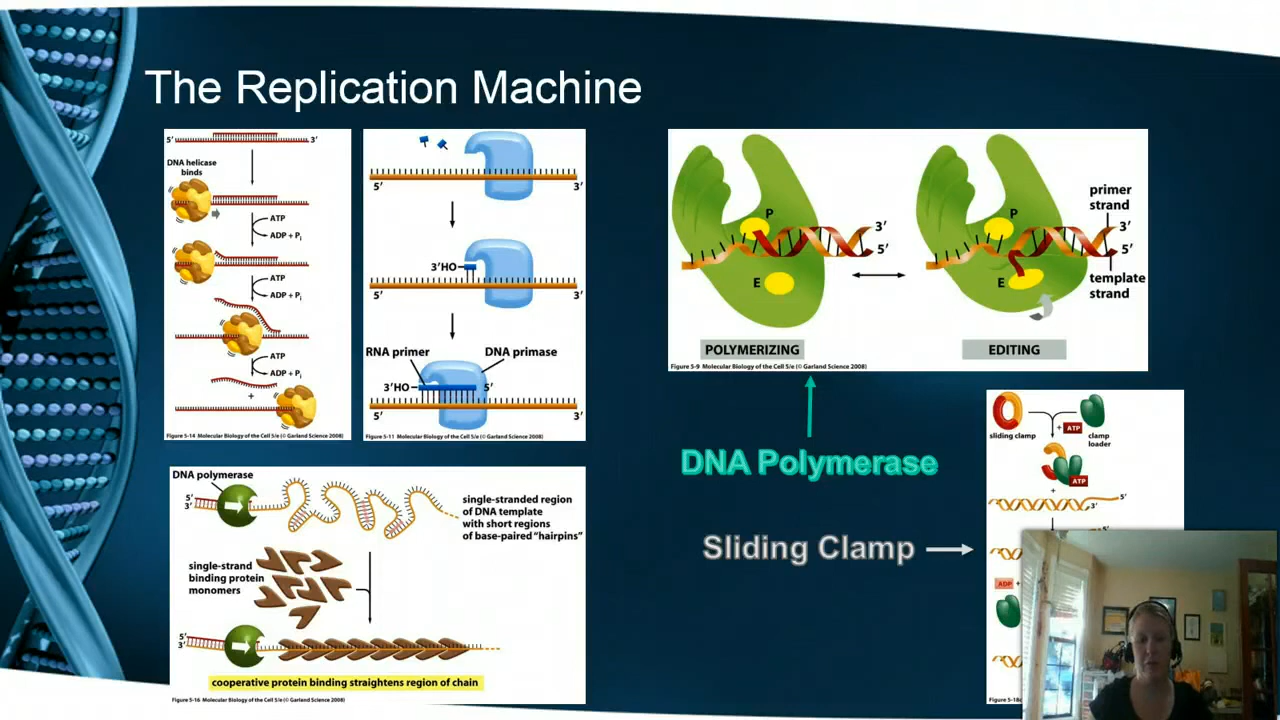 The Replication Machine
5′ 3′
DNA helicase
binds
ATP
ADP + Pi
ATP
ADP + Pi
ATP
ADP + Pi
+
Figure 5-14 Molecular Biology of the Cell 5/e (© Garland Science 2008)
5′ 3′
3′HO
5′ 3′
RNA primer DNA primase
3′HO 5′
5′ 3′
Figure 5-11 Molecular Biology of the Cell 5/e (© Garland Science 2008)
P
3′
5′
E
POLYMERIZING
P
primer
strand
3′
5′
E
template
strand
EDITING
Figure 5-9 Molecular Biology of the Cell 5/e (© Garland Science 2008)
DNA Polymerase
Sliding Clamp
sliding clamp
+ ATP
clamp
loader
ATP
+
5′
3′
ADP +
DNA polymerase
5′
3′
single-stranded region
of DNA template
with short regions
of base-paired “hairpins”
single-strand
binding protein
monomers
5′
3′
cooperative protein binding straightens region of chain
Figure 5-16 Molecular Biology of the Cell 5/e (© Garland Science 2008)